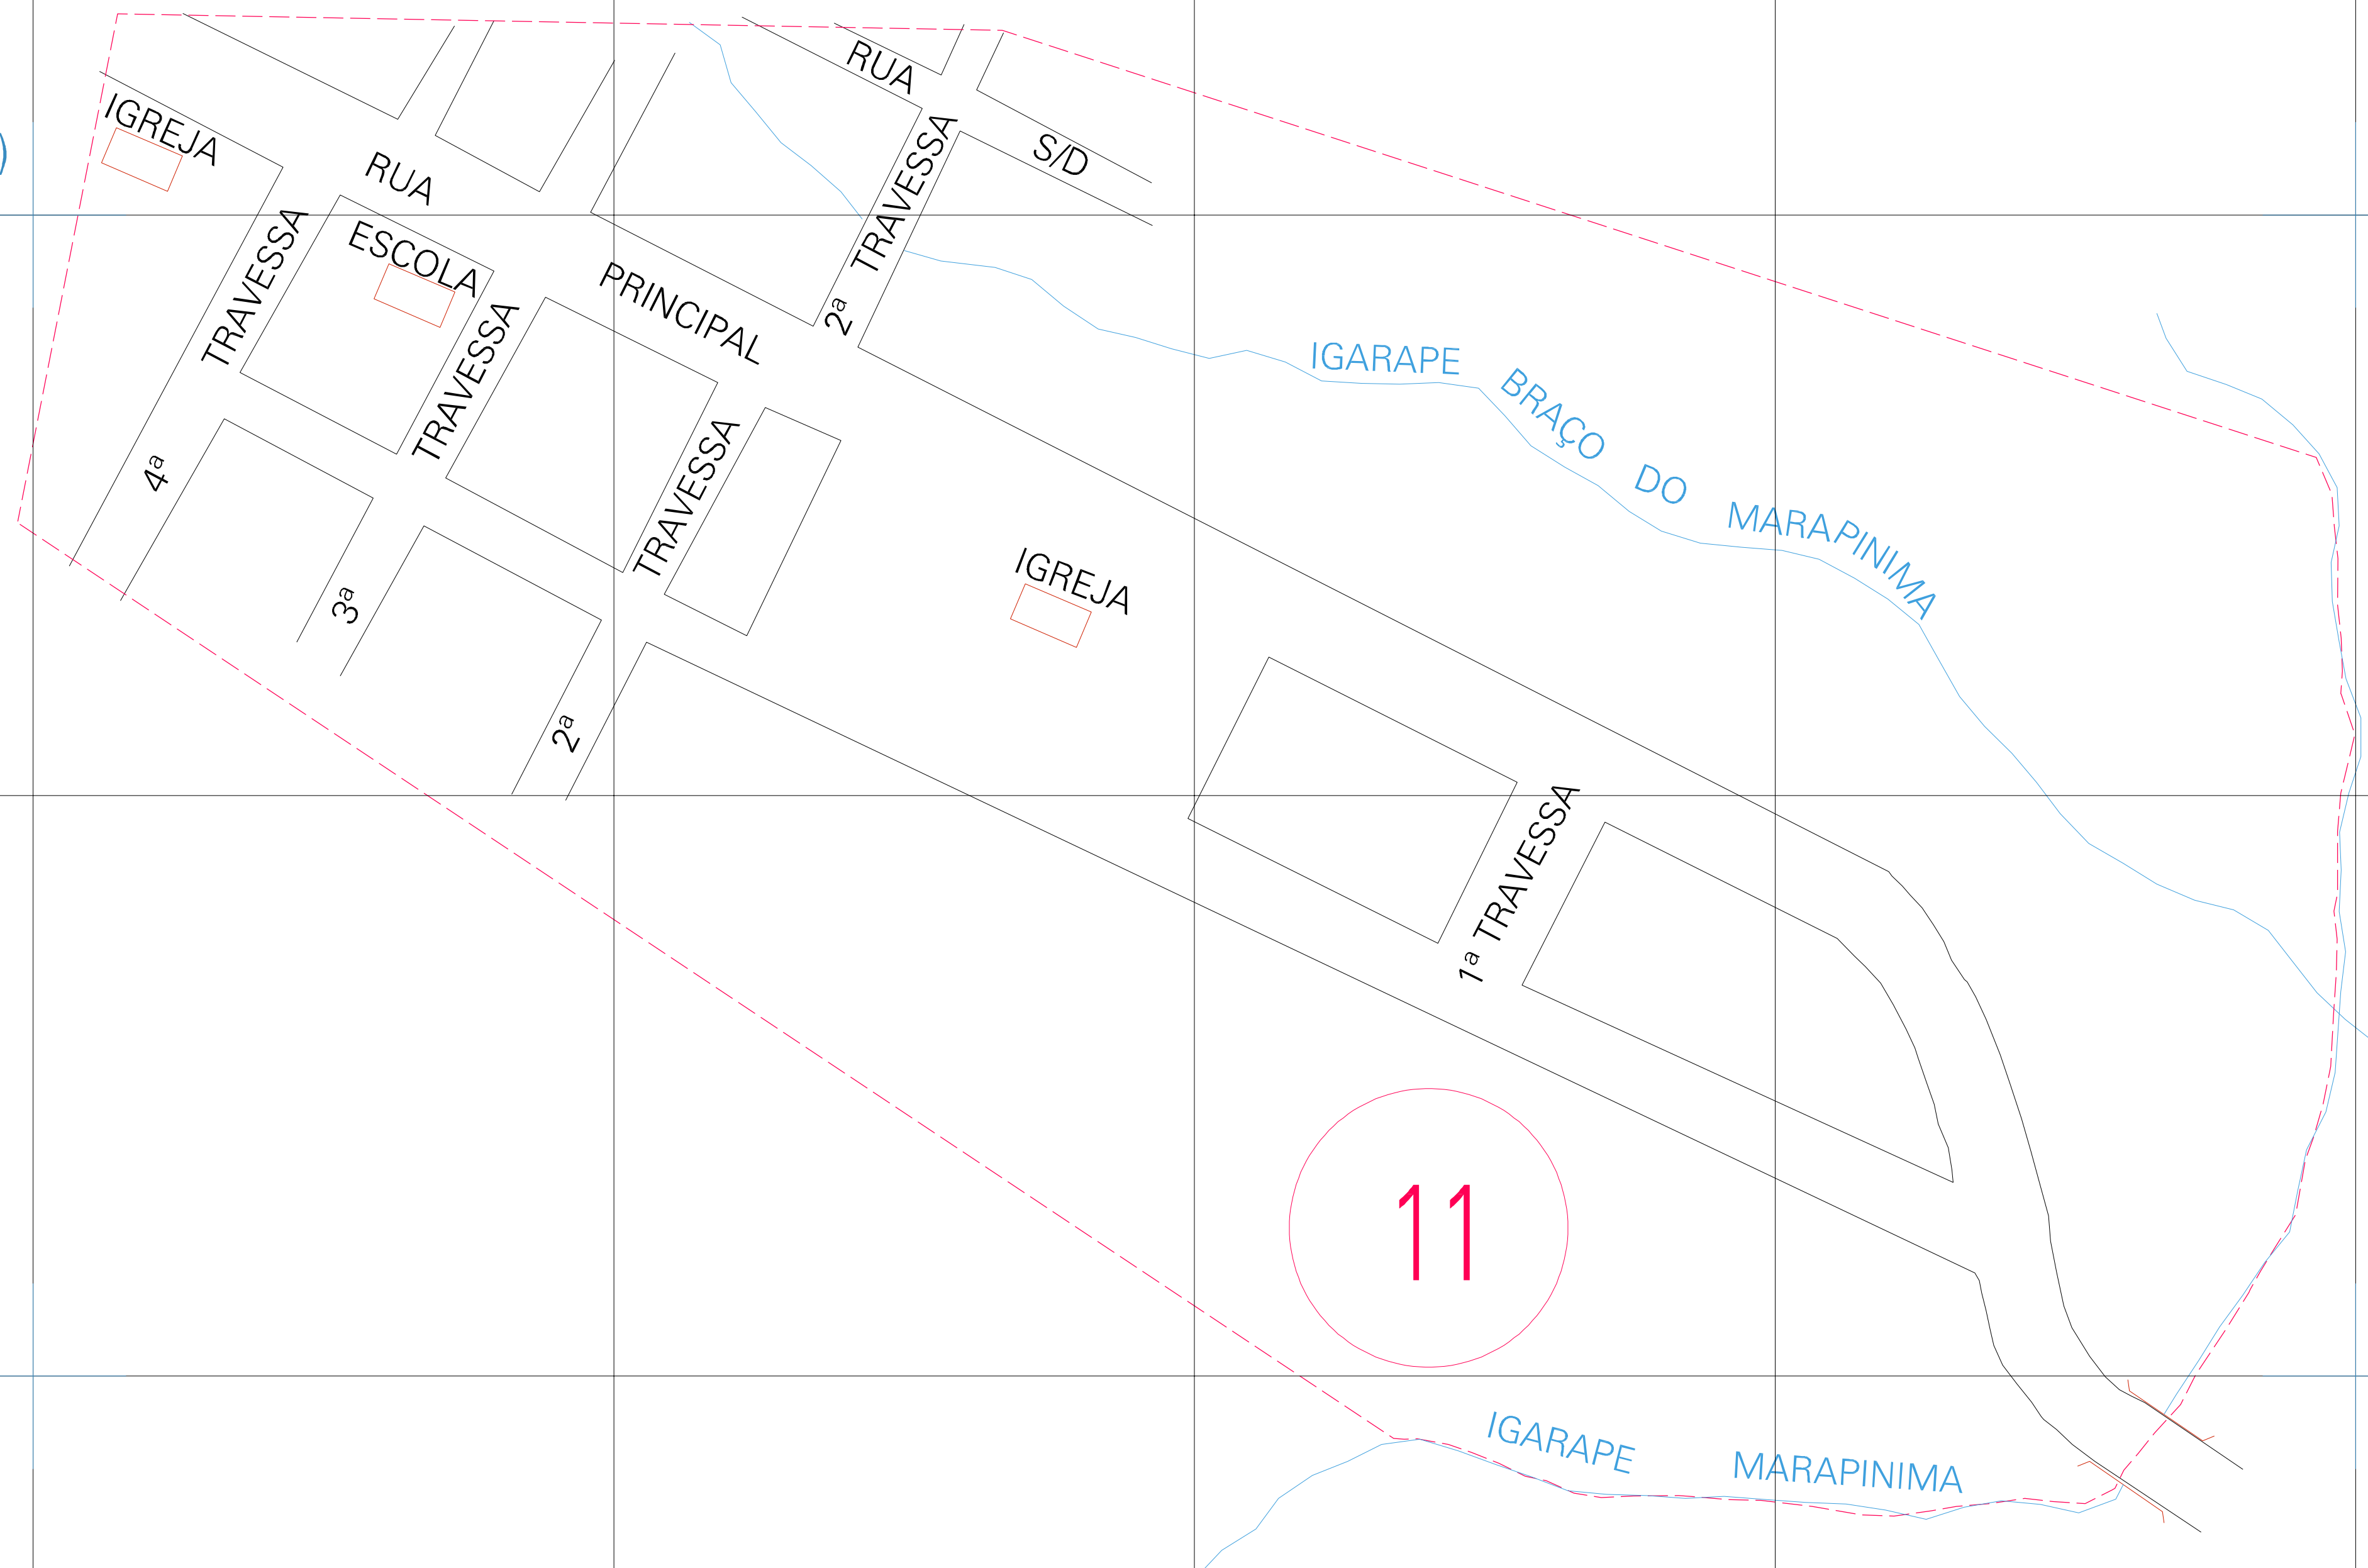 RUA S/D
IGREJA
RUA PRINCIPAL
ESCOLA
4ª TRAVESSA
3ª TRAVESSA
2ª TRAVESSA
2ª TRAVESSA
IGREJA
1ª TRAVESSA
IGARAPE BRAÇO DO MARAPINIMA
11
IGARAPE MARAPINIMA
)